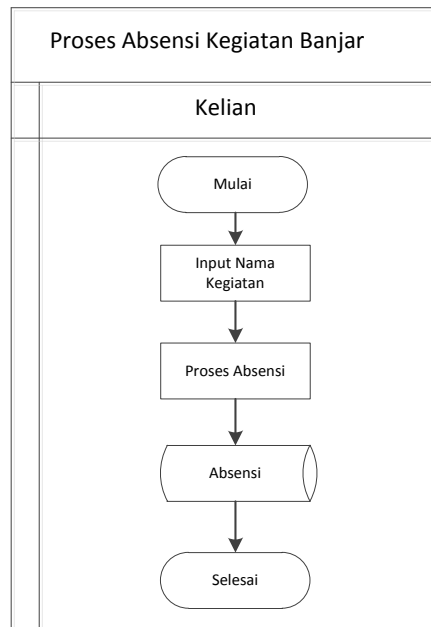 Proses Absensi Kegiatan Banjar
Kelian
Mulai
Input Nama
Kegiatan
Proses Absensi
Absensi
Selesai